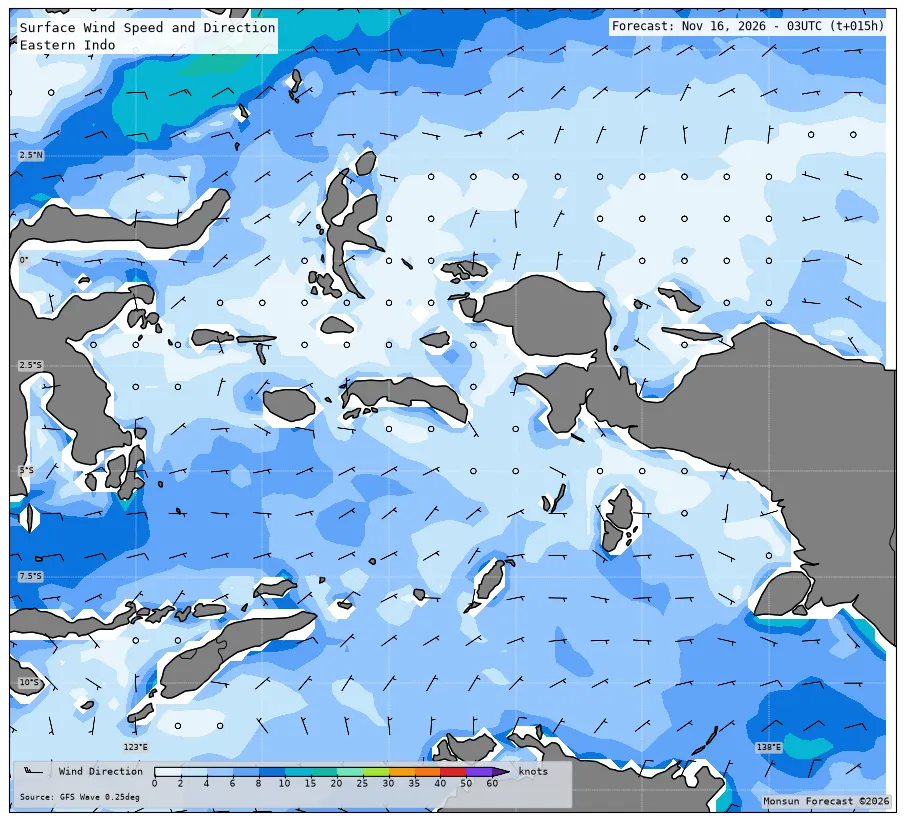 Surface Wind Speed and Direction
Eastern Indo
Forecast: Nov 16, 2026 - 03UTC (t+015h)
2.5°N
0°
2.5°S
5°S
7.5°S
10°S
123°E
138°E
Wind Direction
knots
0 2 4 6 8 10 15 20 25 30 35 40 50 60
Source: GFS Wave 0.25deg
Monsun Forecast ©2026